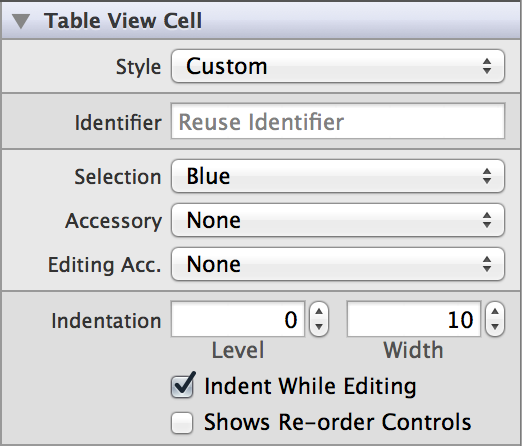 Table View Cell
Style Custom
Identifier Reuse Identifier
Selection Blue
Accessory None
Editing Acc. None
Indentation 0 10
Level Width
Indent While Editing
Shows Re-order Controls